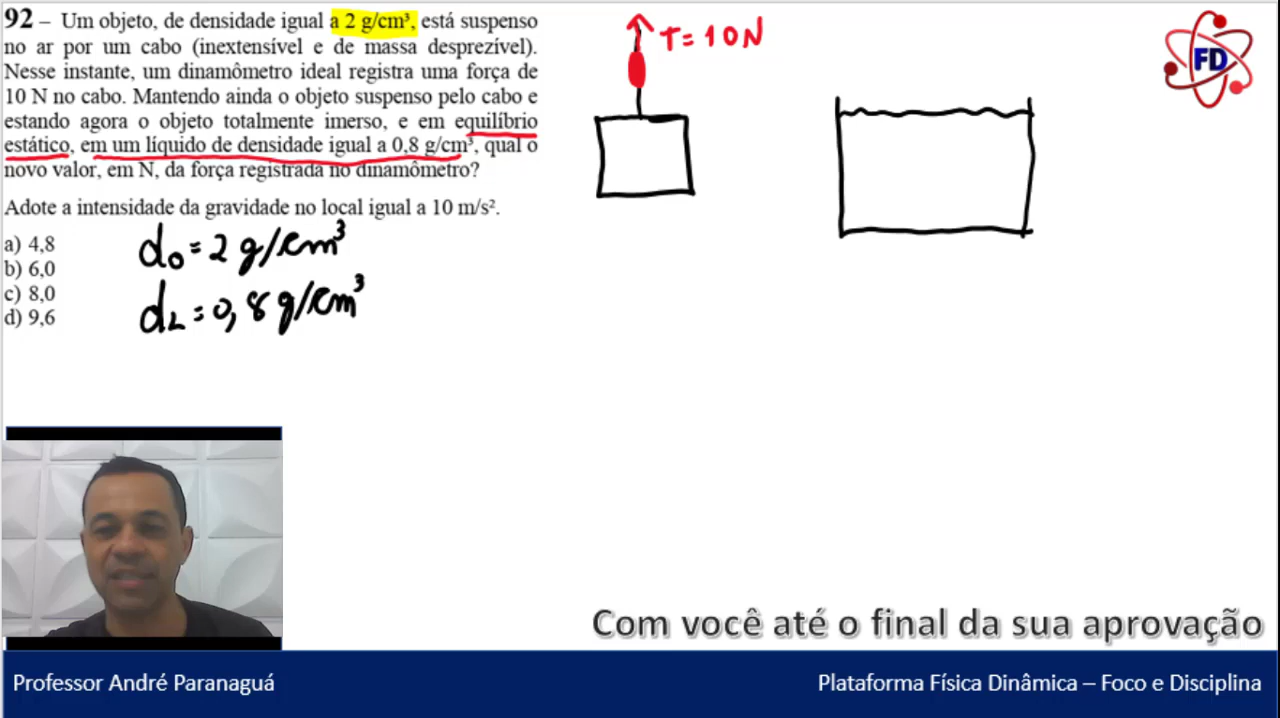 92 – Um objeto, de densidade igual a 2 g/cm³, está suspenso
no ar por um cabo (inextensível e de massa desprezível).
Nesse instante, um dinamômetro ideal registra uma força de
10 N no cabo. Mantendo ainda o objeto suspenso pelo cabo e
estando agora o objeto totalmente imerso, e em equilíbrio
estático, em um líquido de densidade igual a 0,8 g/cm³, qual o
novo valor, em N, da força registrada no dinamômetro?
Adote a intensidade da gravidade no local igual a 10 m/s².
a) 4,8
b) 6,0
c) 8,0
d) 9,6
do = 2 g/cm³
dL = 0,8 g/cm³
T = 10 N
FD
Com você até o final da sua aprovação
Professor André Paranaguá
Plataforma Física Dinâmica – Foco e Disciplina